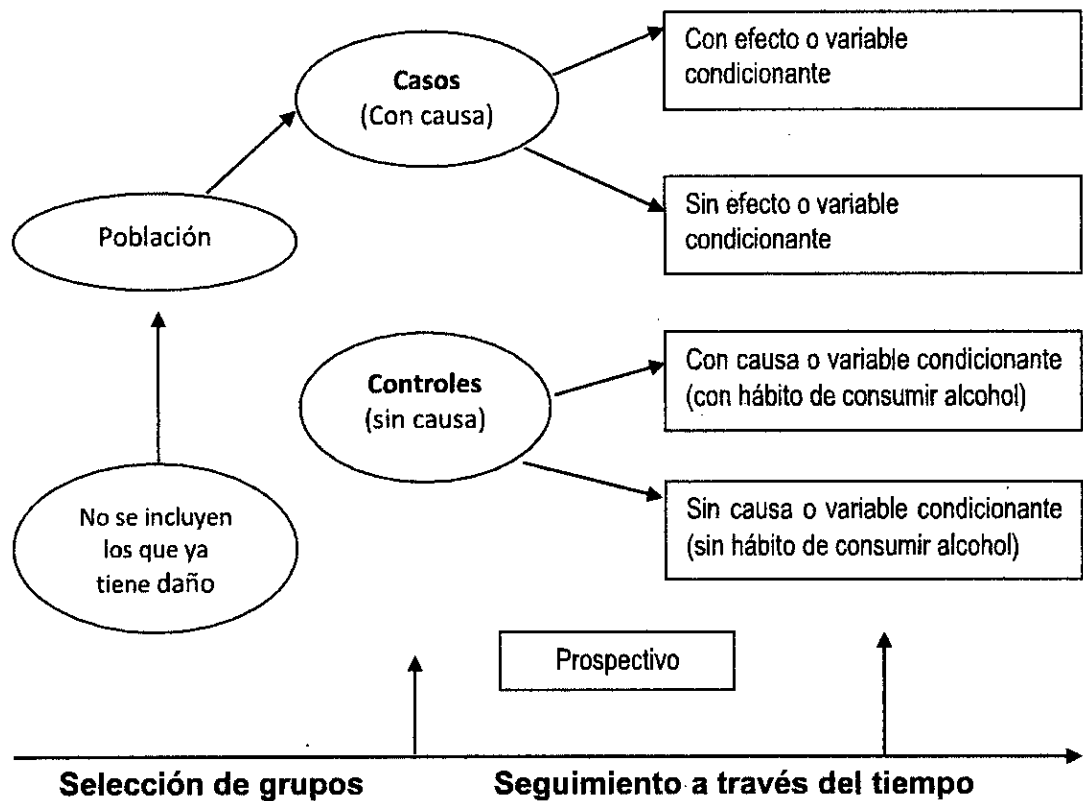 Casos
(Con causa)
Con efecto o variable
condicionante
Sin efecto o variable
condicionante
Población
Controles
(sin causa)
Con causa o variable condicionante
(con hábito de consumir alcohol)
Sin causa o variable condicionante
(sin hábito de consumir alcohol)
No se incluyen
los que ya
tiene daño
Prospectivo
Selección de grupos
Seguimiento a través del tiempo